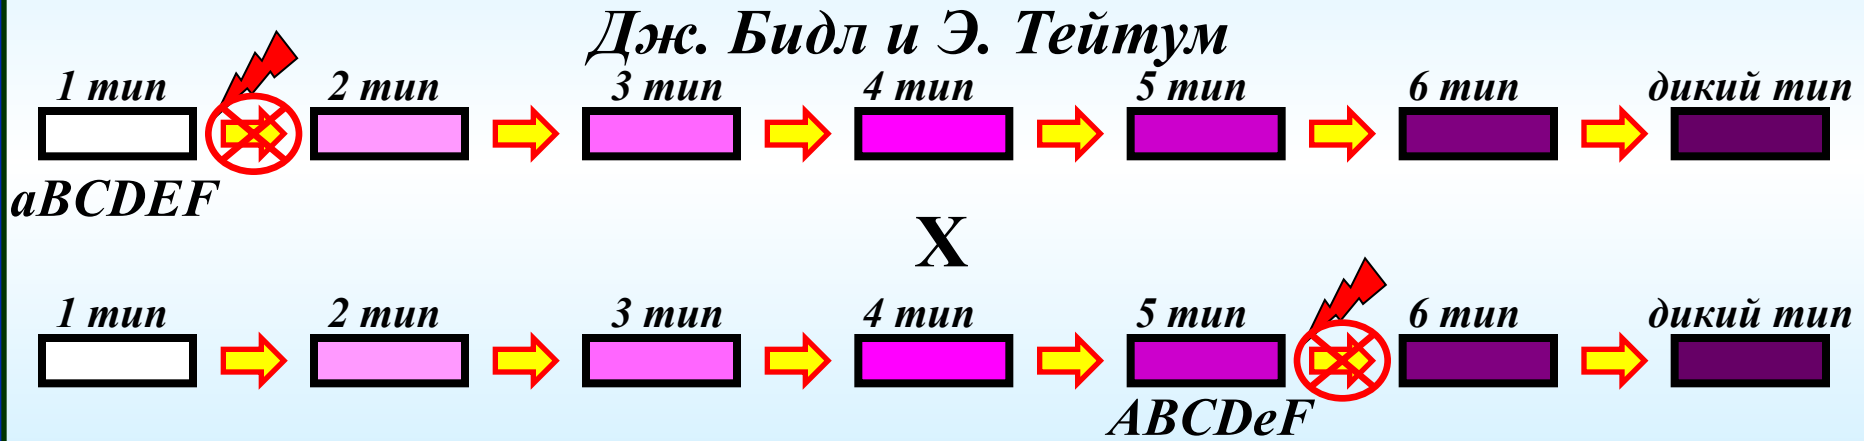 Дж. Бидл и Э. Тейтум
1 тип 2 тип 3 тип 4 тип 5 тип 6 тип дикий тип
aBCDEF
X
1 тип 2 тип 3 тип 4 тип 5 тип 6 тип дикий тип
ABCDeF